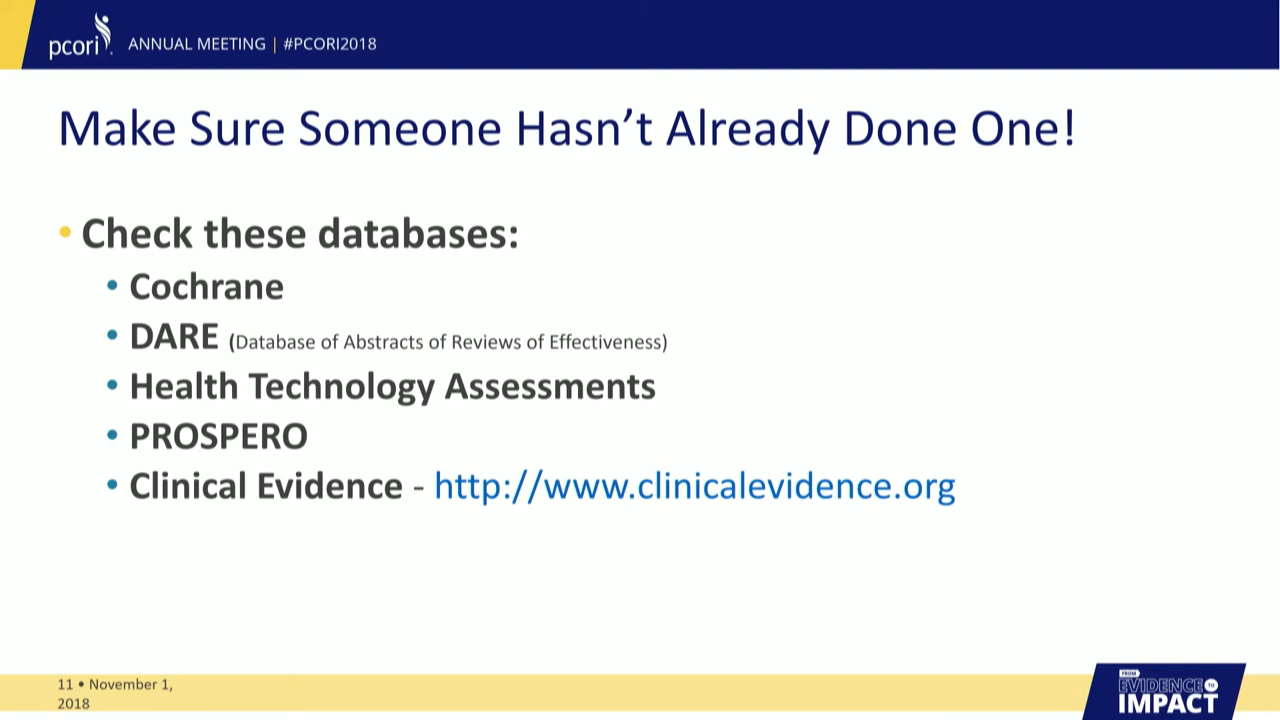 pcori ANNUAL MEETING | #PCORI2018
Make Sure Someone Hasn’t Already Done One!
• Check these databases:
• Cochrane
• DARE (Database of Abstracts of Reviews of Effectiveness)
• Health Technology Assessments
• PROSPERO
• Clinical Evidence - http://www.clinicalevidence.org
11 • November 1,
2018
FROM
EVIDENCE TO
IMPACT